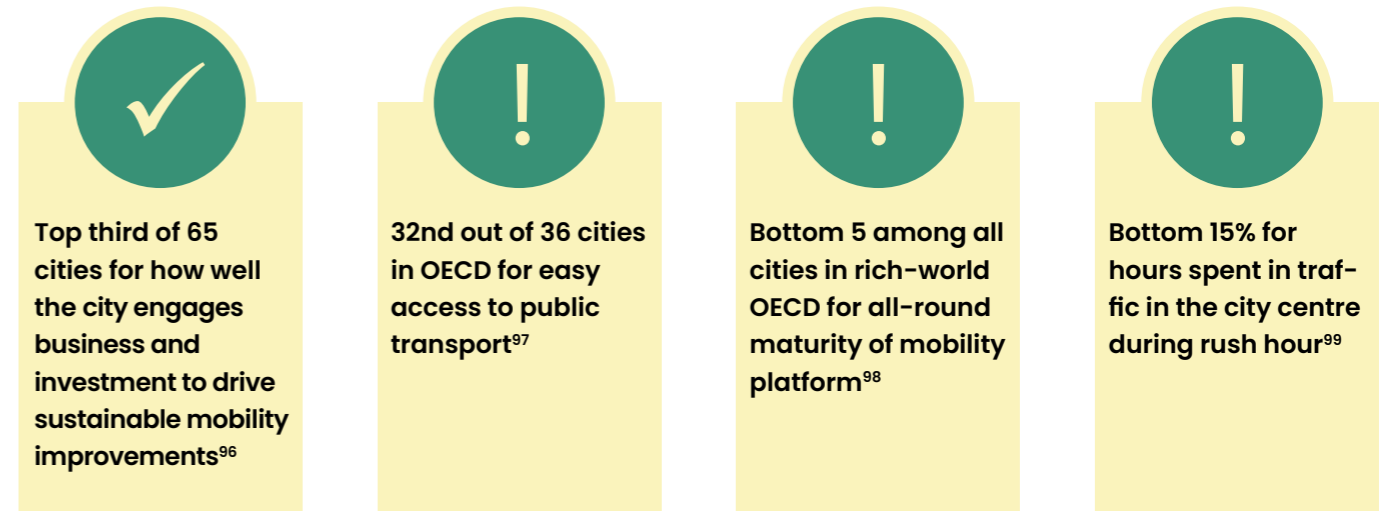 Top third of 65
cities for how well
the city engages
business and
investment to drive
sustainable mobility
improvements⁹⁶
32nd out of 36 cities
in OECD for easy
access to public
transport⁹⁷
Bottom 5 among all
cities in rich-world
OECD for all-round
maturity of mobility
platform⁹⁸
Bottom 15% for
hours spent in traf-
fic in the city centre
during rush hour⁹⁹